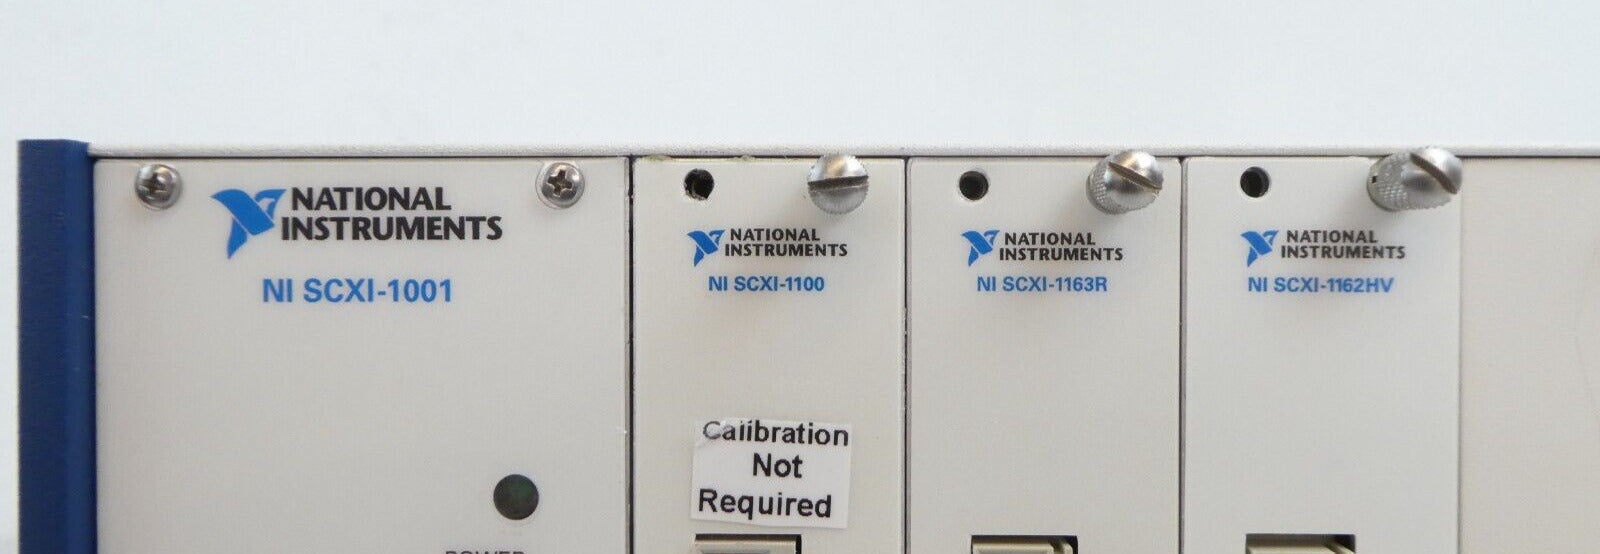 NATIONAL
INSTRUMENTS
NI SCXI-1001
NATIONAL
INSTRUMENTS
NI SCXI-1100
NATIONAL
INSTRUMENTS
NI SCXI-1163R
NATIONAL
INSTRUMENTS
NI SCXI-1162HV
Calibration
Not
Required
POWER